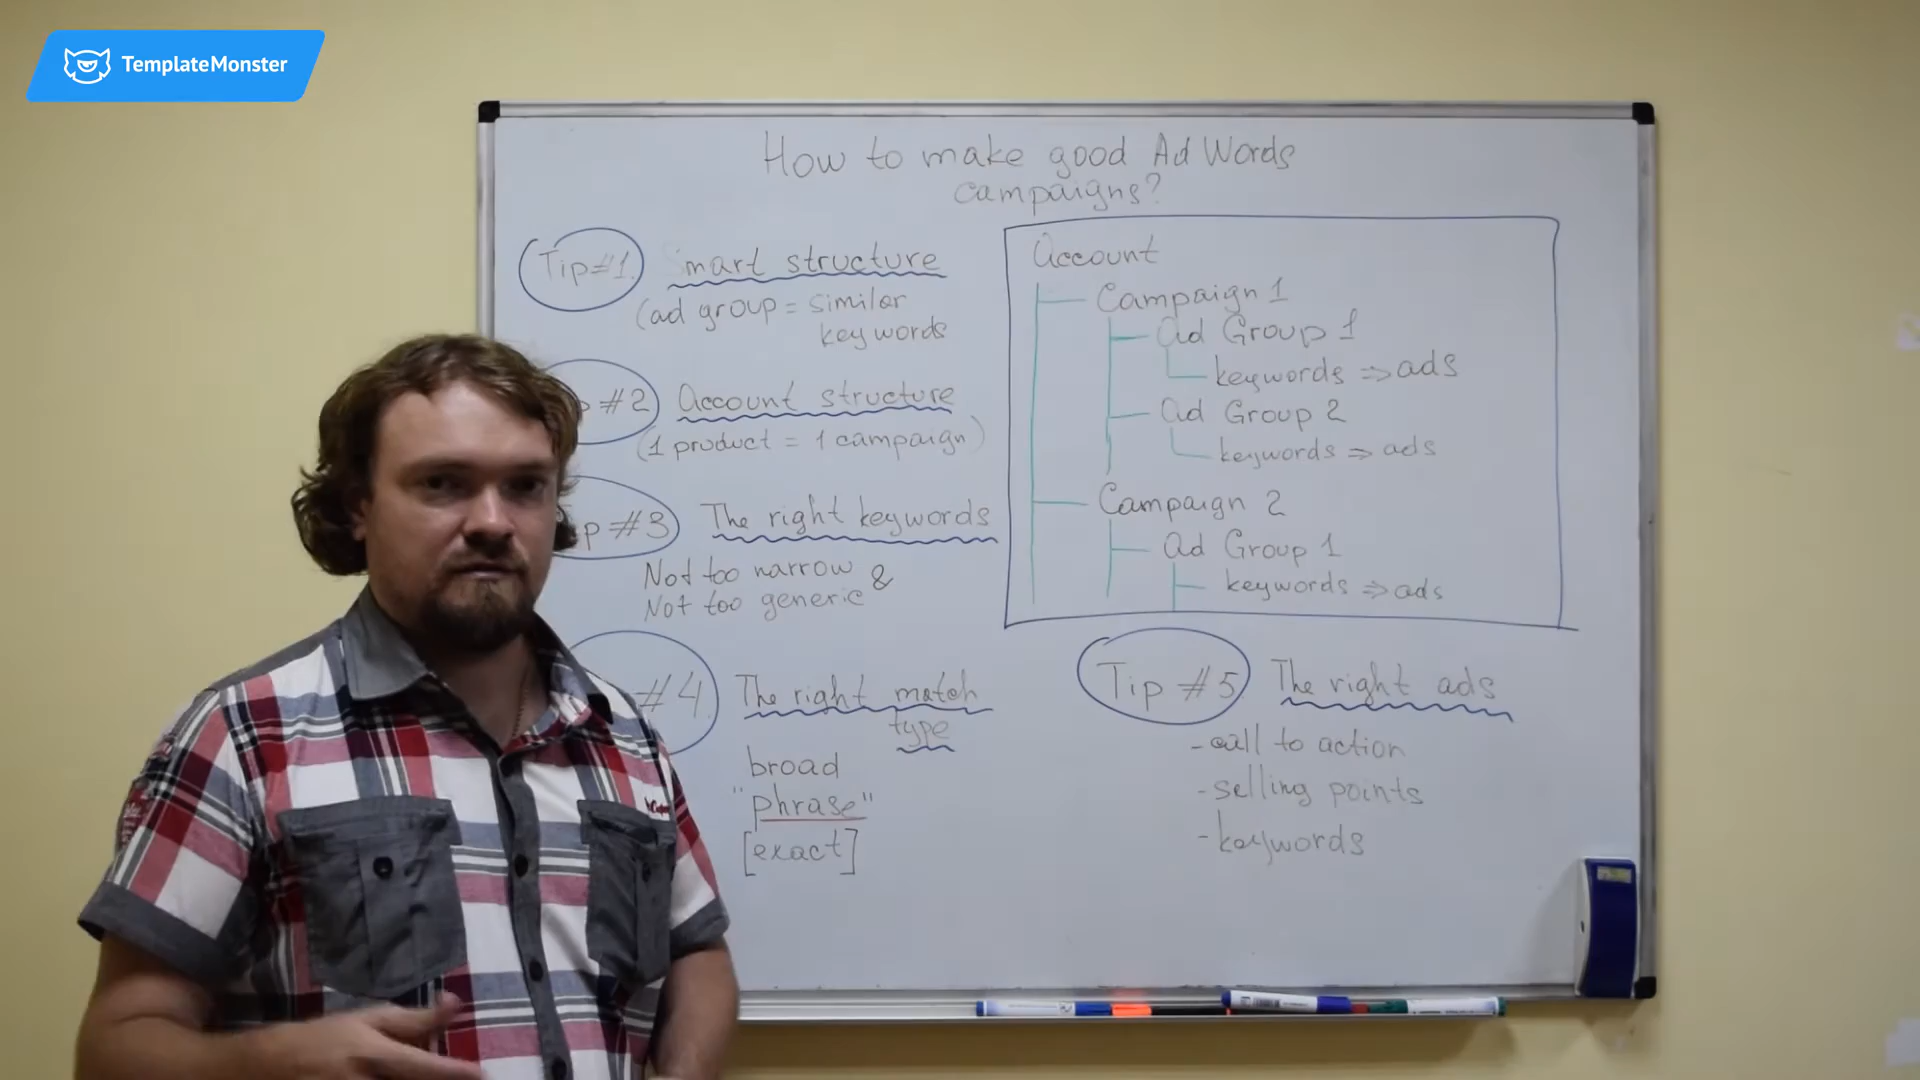 TemplateMonster
How to make good Ad Words
campaigns?
Tip #1. Smart structure
(ad group = similar
keywords
#2 Account structure
(1 product = 1 campaign)
#3 The right keywords
Not too narrow &
Not too generic
#4. The right match
type
broad
"phrase"
[exact]
Account
Campaign 1
Ad Group 1
keywords => ads
Ad Group 2
keywords => ads
Campaign 2
Ad Group 1
keywords => ads
Tip #5 The right ads
- call to action
- selling points
- keywords